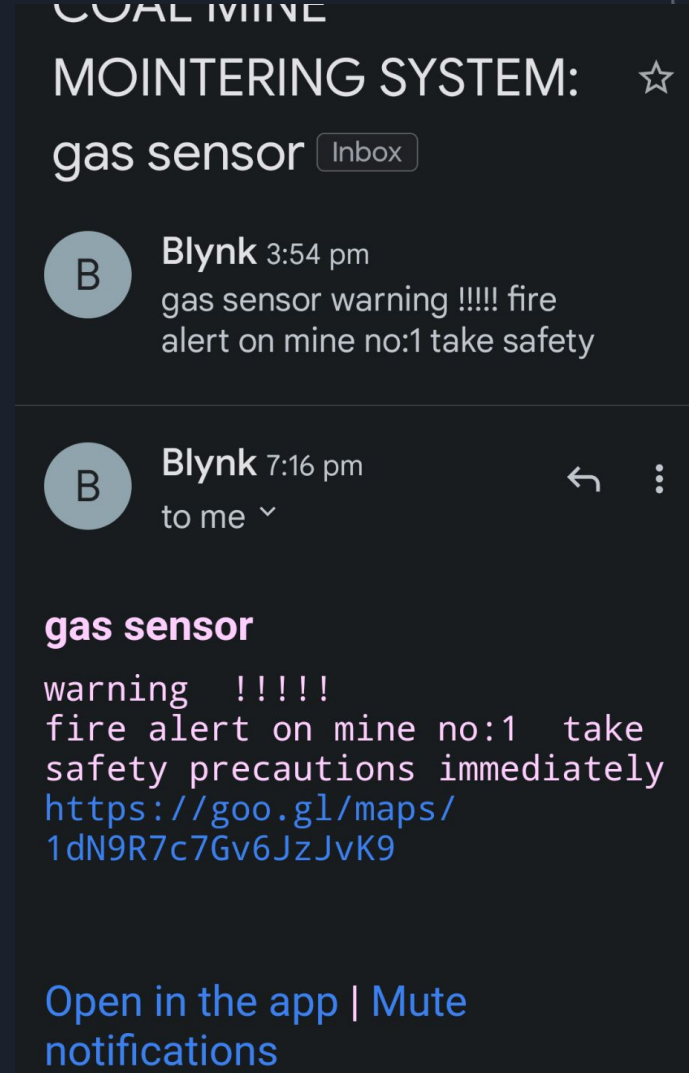 COAL MINE
MOINTERING SYSTEM:
gas sensor Inbox
B
Blynk 3:54 pm
gas sensor warning !!!!! fire
alert on mine no:1 take safety
B
Blynk 7:16 pm
to me
gas sensor
warning  !!!!!
fire alert on mine no:1  take
safety precautions immediately
https://goo.gl/maps/
1dN9R7c7Gv6JzJvK9
Open in the app | Mute
notifications